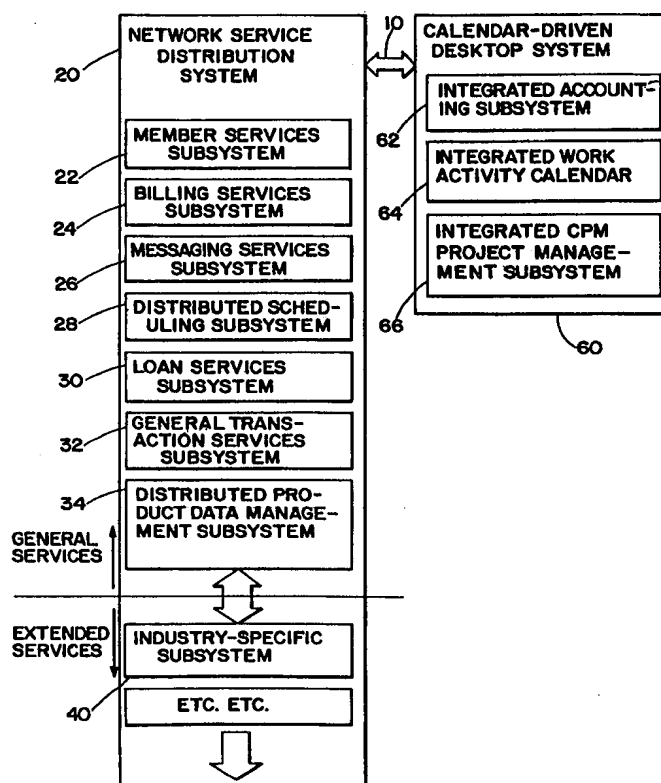 20
NETWORK SERVICE
DISTRIBUTION
SYSTEM
22
MEMBER SERVICES
SUBSYSTEM
24
BILLING SERVICES
SUBSYSTEM
26
MESSAGING SERVICES
SUBSYSTEM
28
DISTRIBUTED SCHED-
ULING SUBSYSTEM
30
LOAN SERVICES
SUBSYSTEM
32
GENERAL TRANS-
ACTION SERVICES
SUBSYSTEM
34
DISTRIBUTED PRO-
DUCT DATA MANAGE-
MENT SUBSYSTEM
GENERAL
SERVICES
EXTENDED
SERVICES
INDUSTRY-SPECIFIC
SUBSYSTEM
40
ETC. ETC.
10
CALENDAR-DRIVEN
DESKTOP SYSTEM
62
INTEGRATED ACCOUNT-
ING SUBSYSTEM
64
INTEGRATED WORK
ACTIVITY CALENDAR
66
INTEGRATED CPM
PROJECT MANAGE-
MENT SUBSYSTEM
60